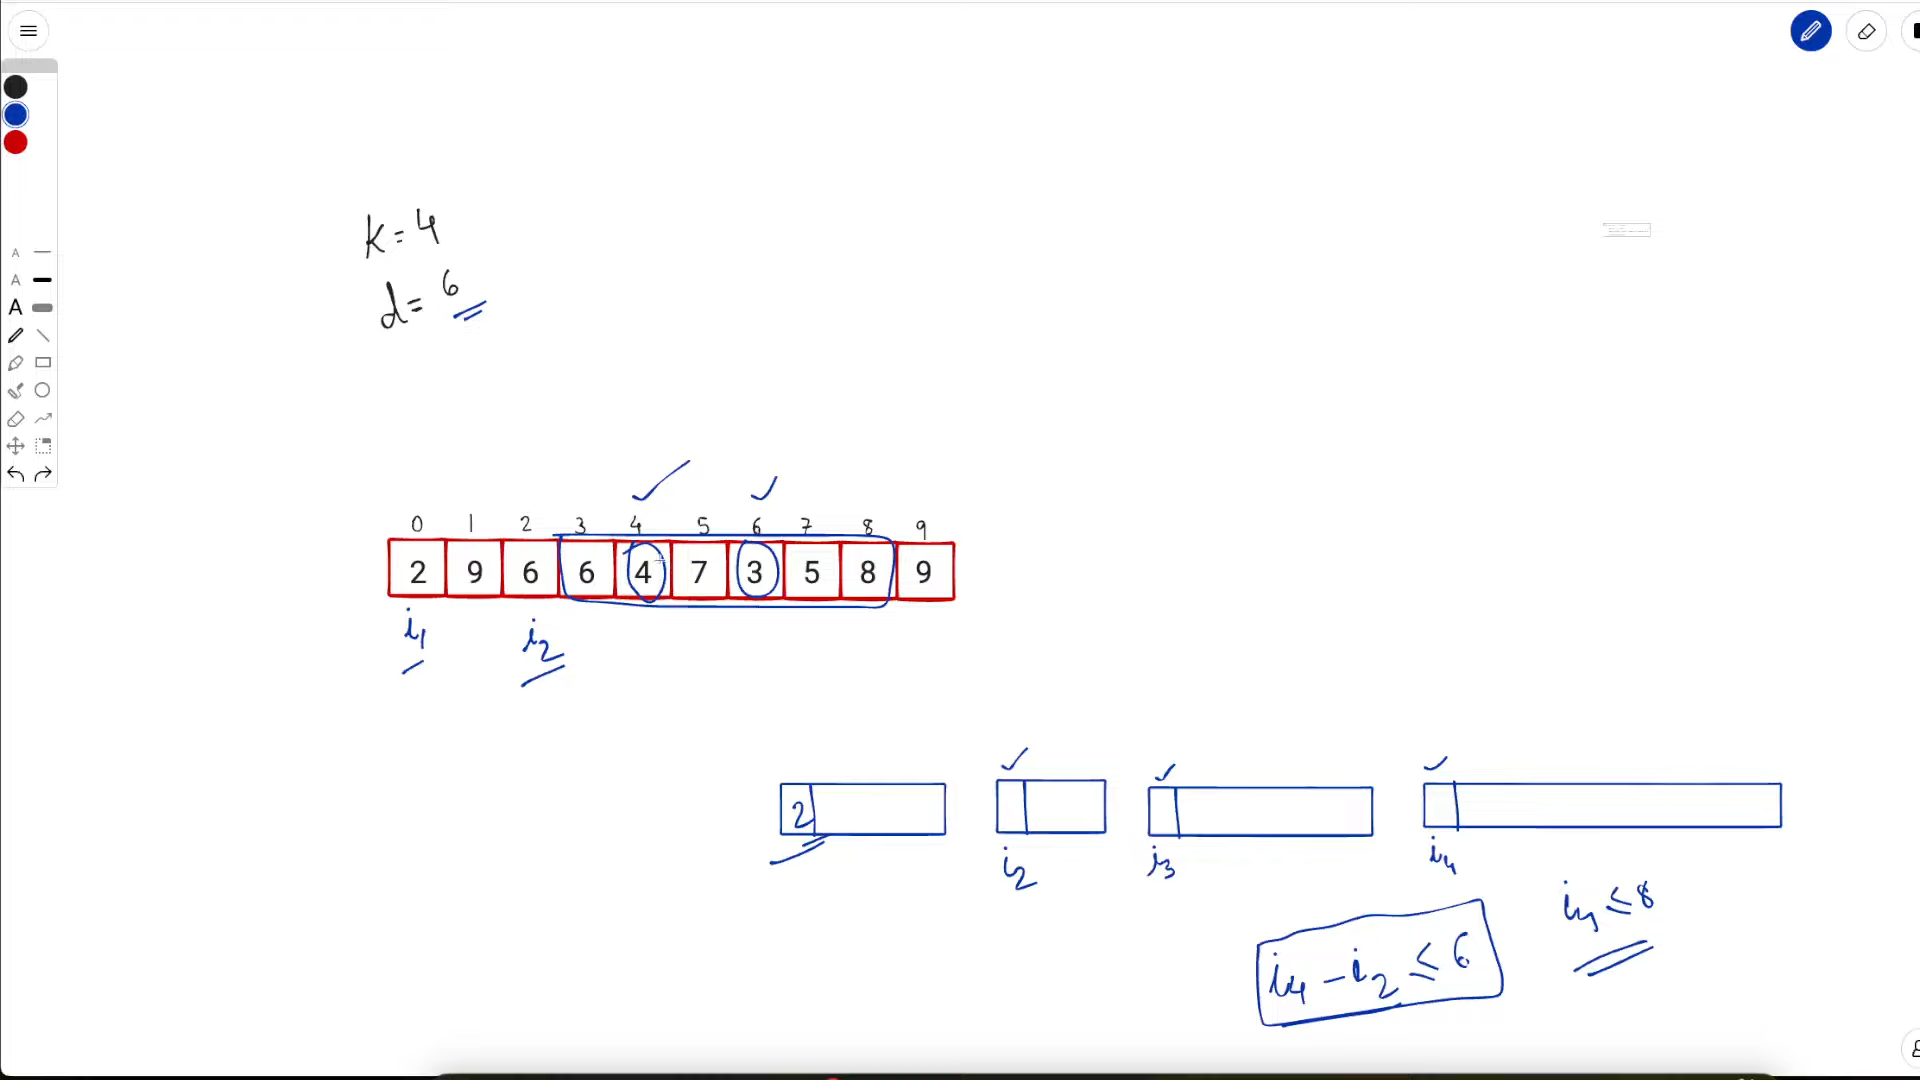 k = 4
d = 6
0 1 2 3 4 5 6 7 8 9
2 9 6 6 4 7 3 5 8 9
i1 i2
2
i2 i3 i4
i4 ≤ 8
i4 - i2 ≤ 6
A
A
A